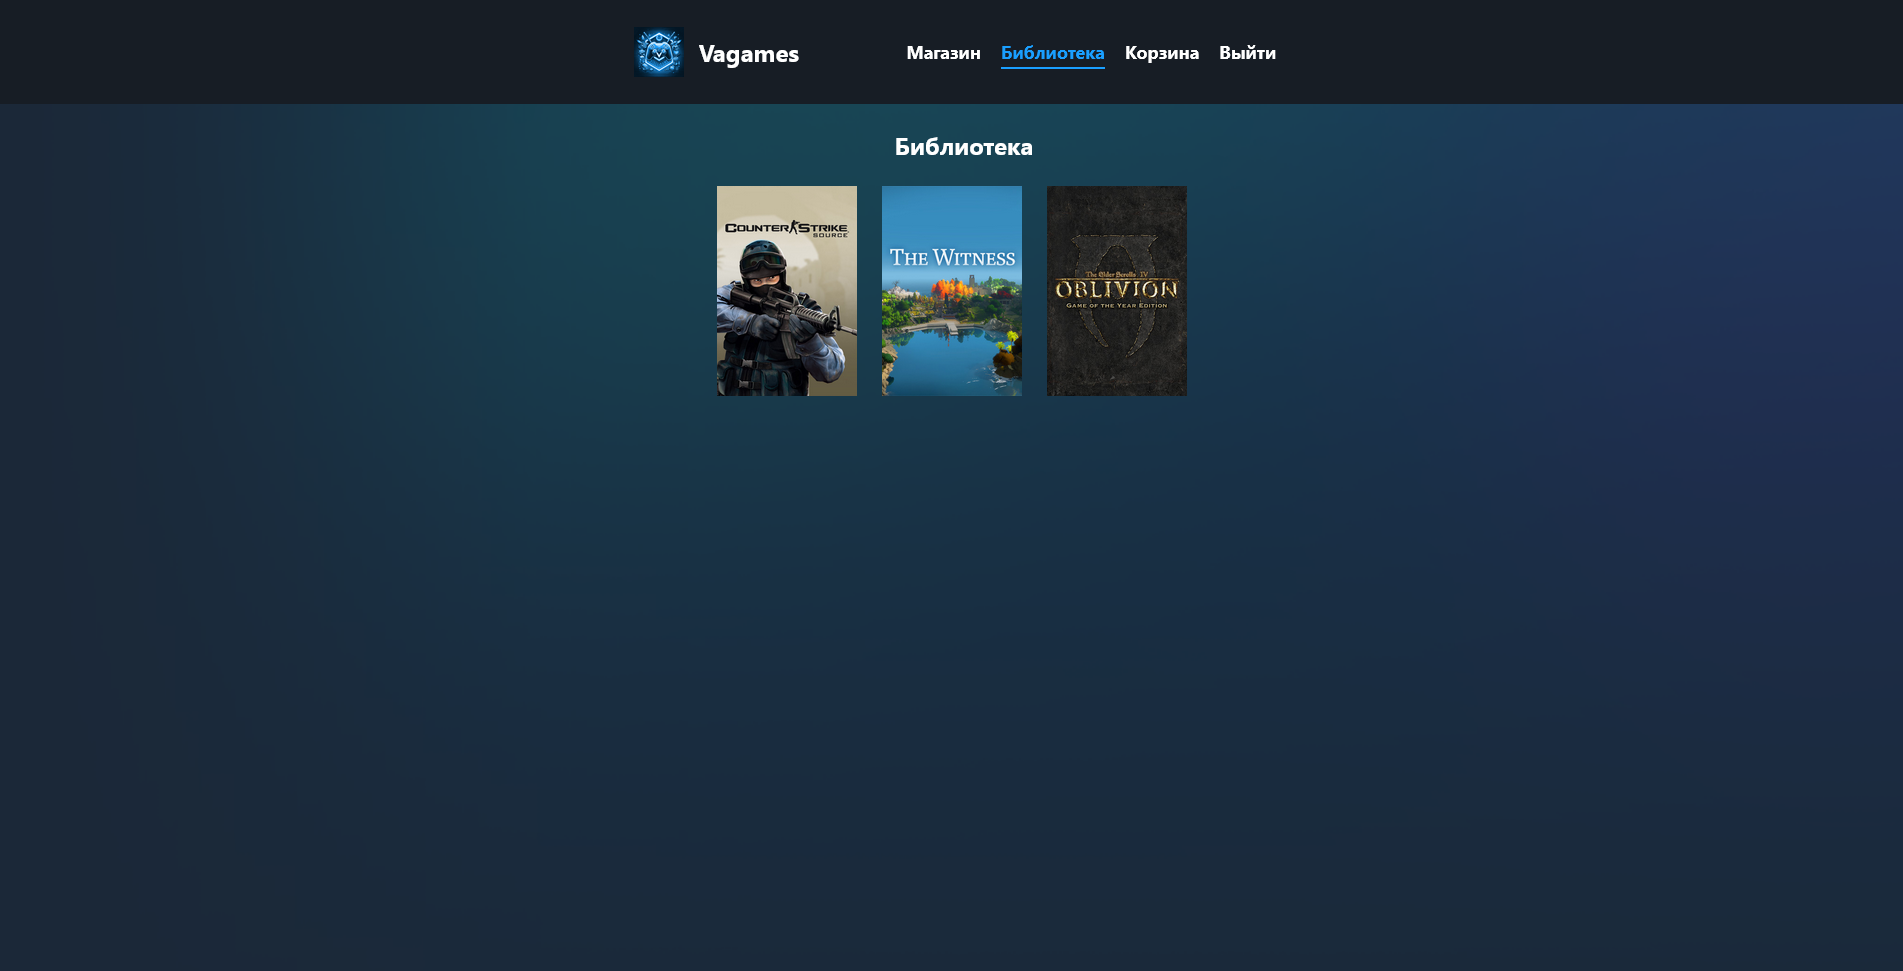 Vagames
Магазин Библиотека Корзина Выйти
Библиотека
COUNTER STRIKE
SOURCE
THE WITNESS
The Elder Scrolls IV
OBLIVION
GAME OF THE YEAR EDITION